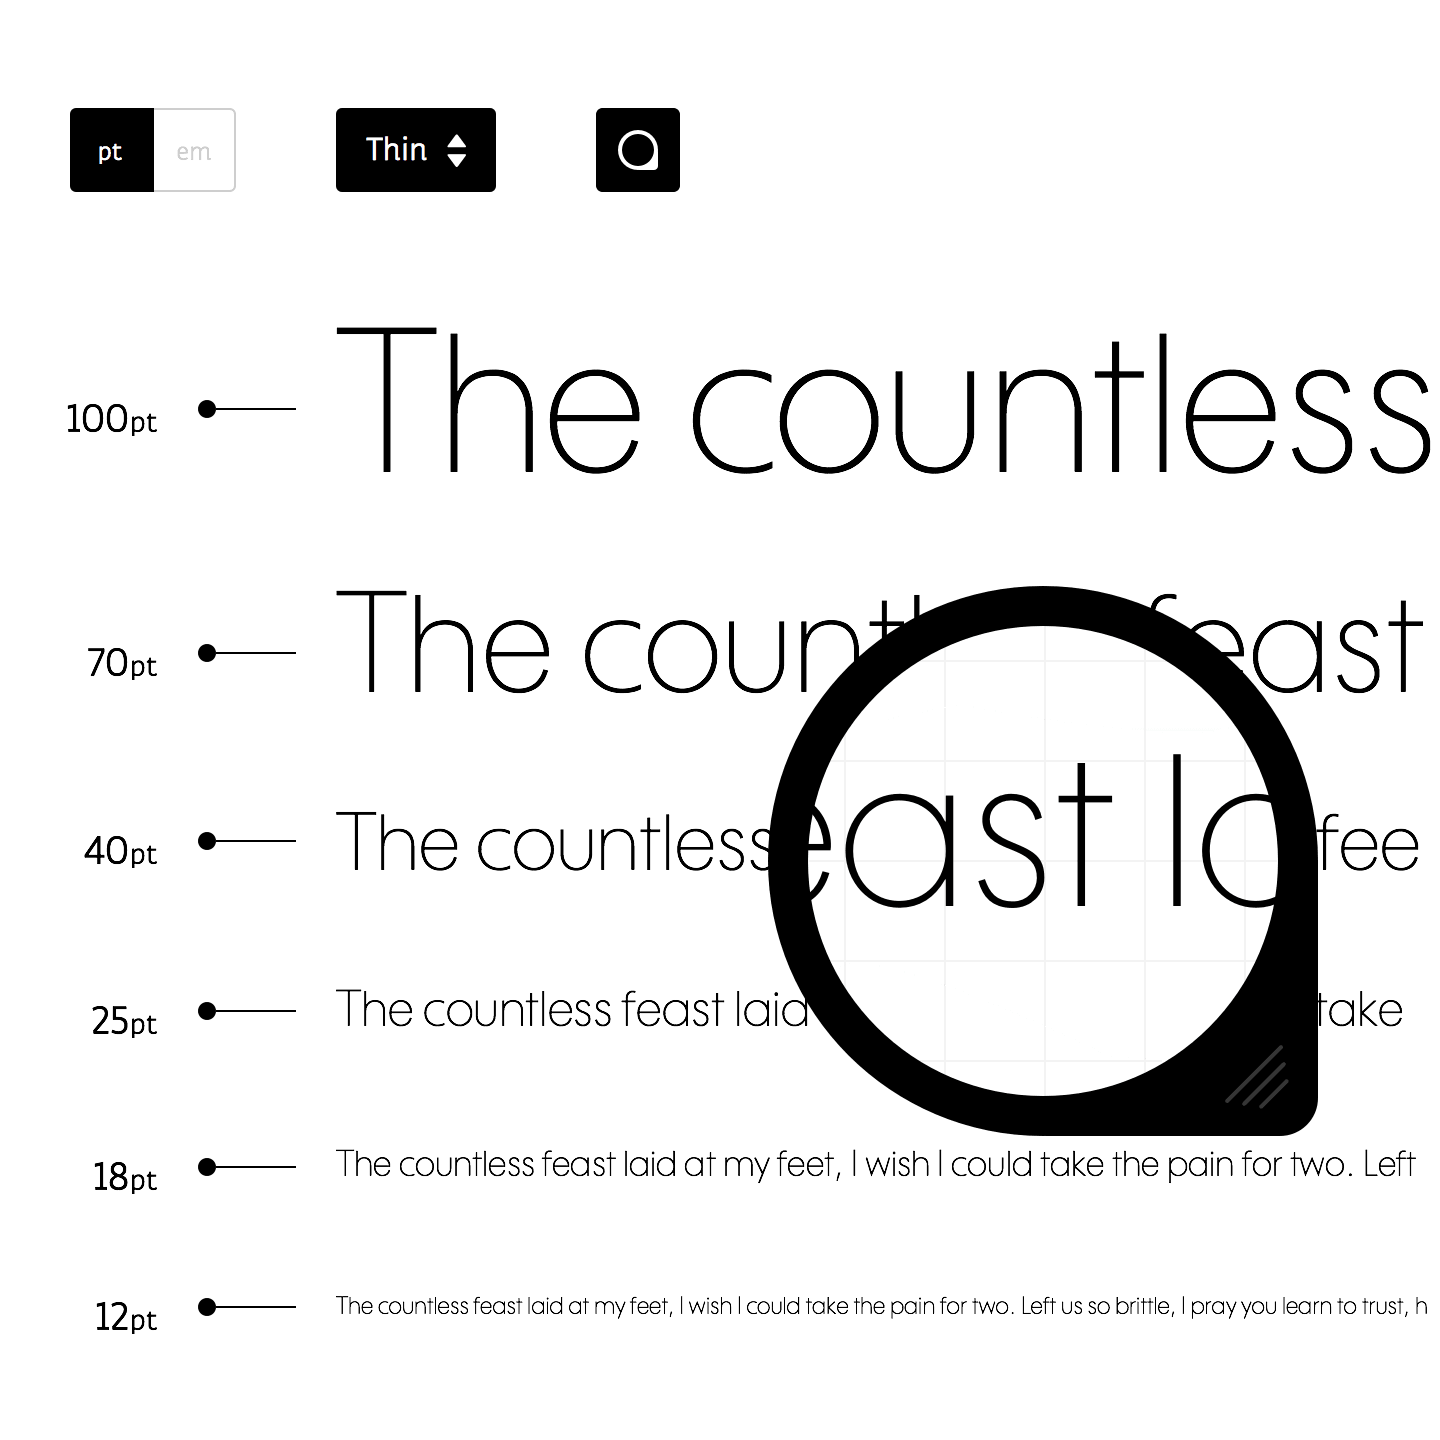 pt em Thin
100pt The countless
70pt The count feast
40pt The countless fee
east la
25pt The countless feast laid take
18pt The countless feast laid at my feet, I wish I could take the pain for two. Left
12pt The countless feast laid at my feet, I wish I could take the pain for two. Left us so brittle, I pray you learn to trust, h